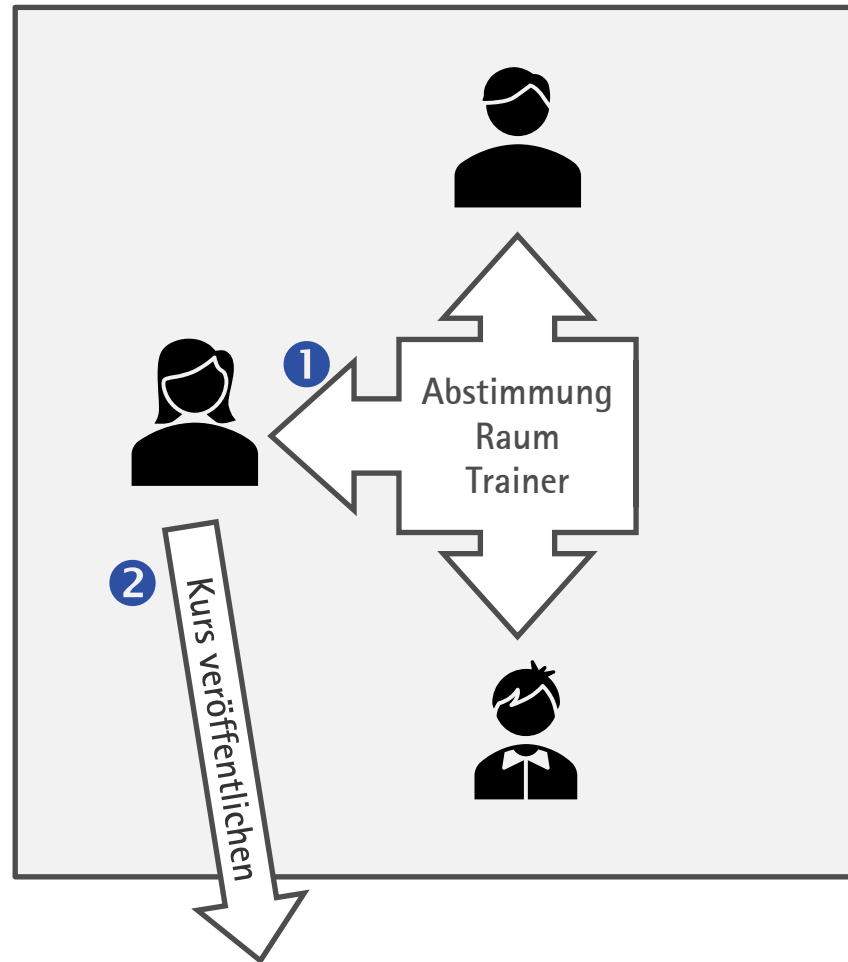 1
Abstimmung
Raum
Trainer
2
Kurs veröffentlichen